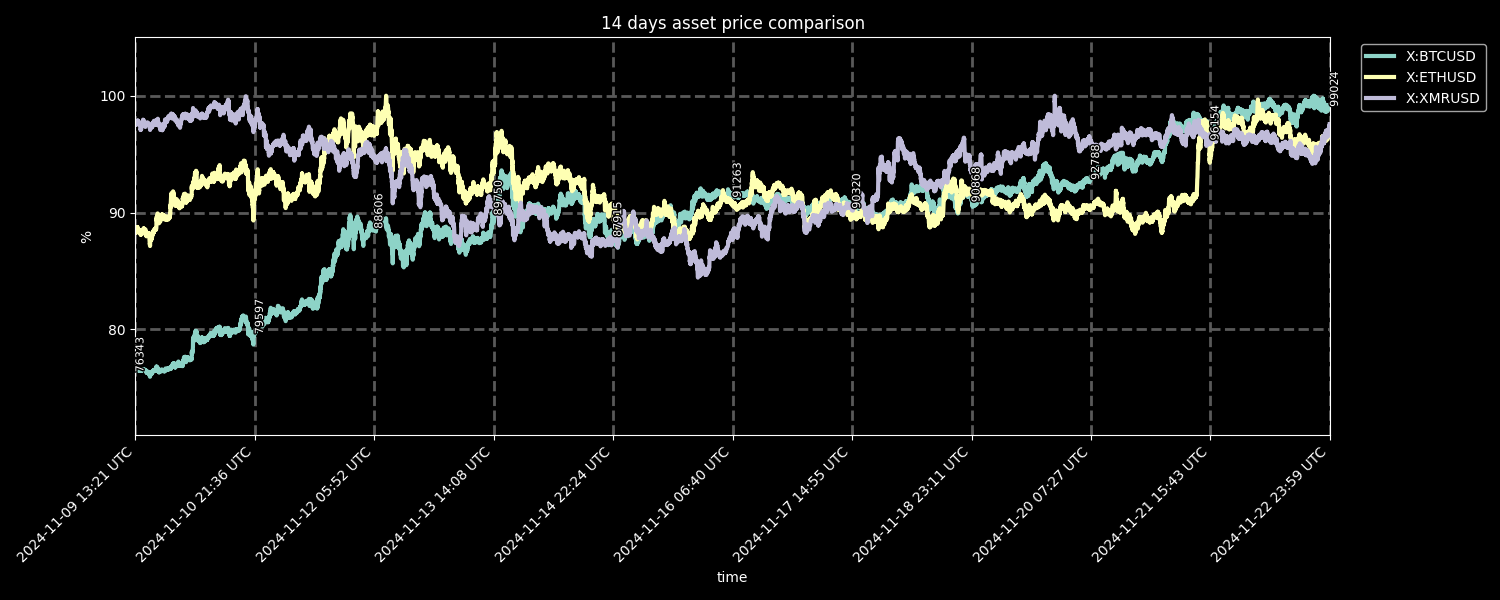 14 days asset price comparison
X:BTCUSD
X:ETHUSD
X:XMRUSD
100
90
80
%
76343
79597
88606
89750
87915
91263
90320
90868
92788
96154
99024
2024-11-09 13:21 UTC
2024-11-10 21:36 UTC
2024-11-12 05:52 UTC
2024-11-13 14:08 UTC
2024-11-14 22:24 UTC
2024-11-16 06:40 UTC
2024-11-17 14:55 UTC
2024-11-18 23:11 UTC
2024-11-20 07:27 UTC
2024-11-21 15:43 UTC
2024-11-22 23:59 UTC
time